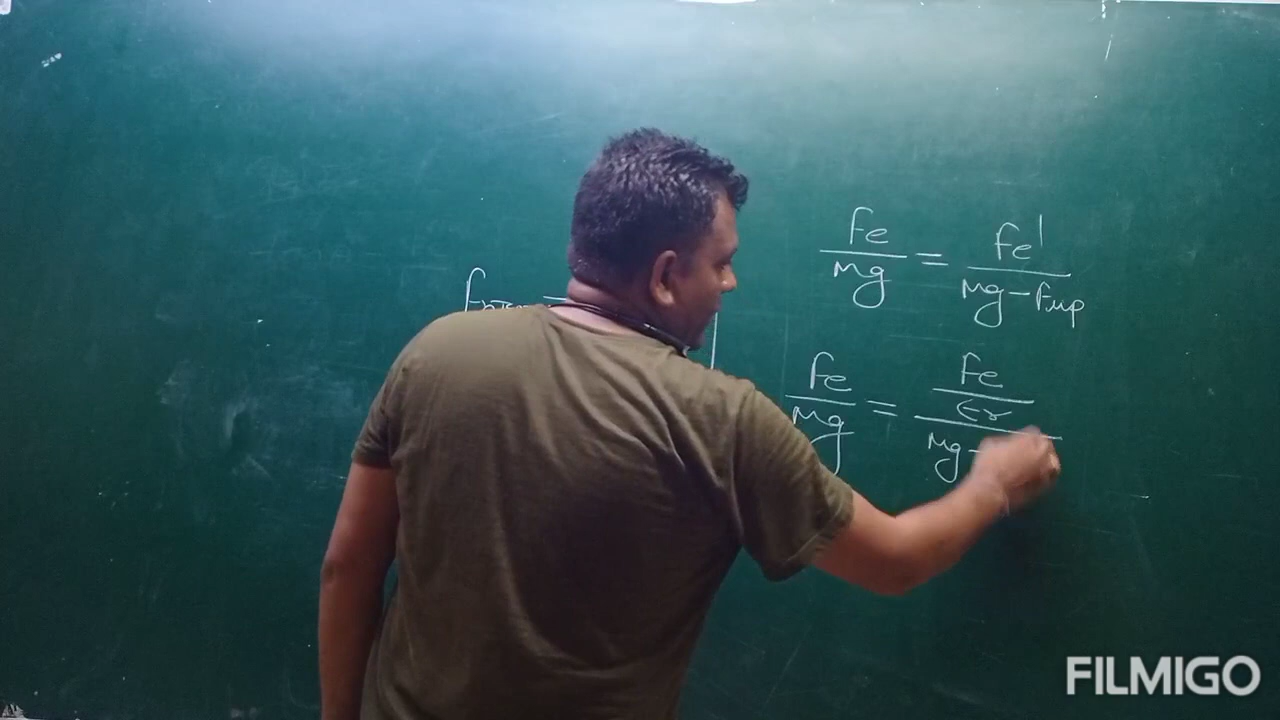 Fe/Mg = Fe'/Mg-Fup
Fe/Mg = Fe/εr/Mg-
FILMIGO